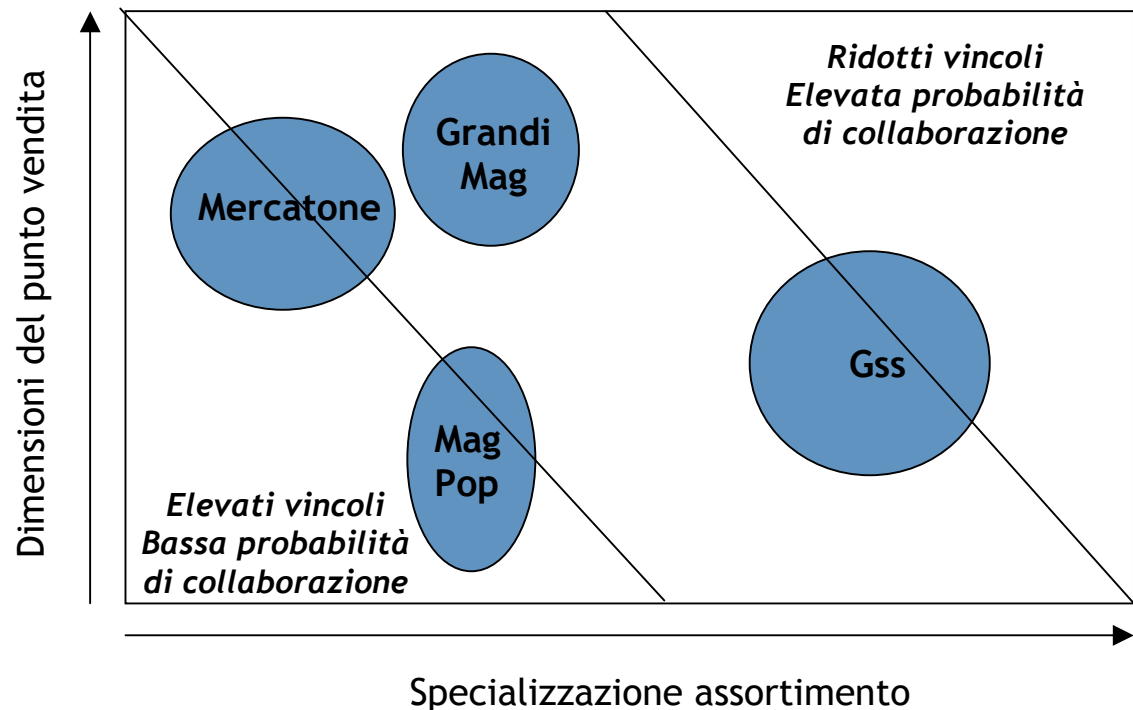 Dimensioni del punto vendita
Ridotti vincoli
Elevata probabilità
di collaborazione
Grandi
Mag
Mercatone
Gss
Mag
Pop
Elevati vincoli
Bassa probabilità
di collaborazione
Specializzazione assortimento